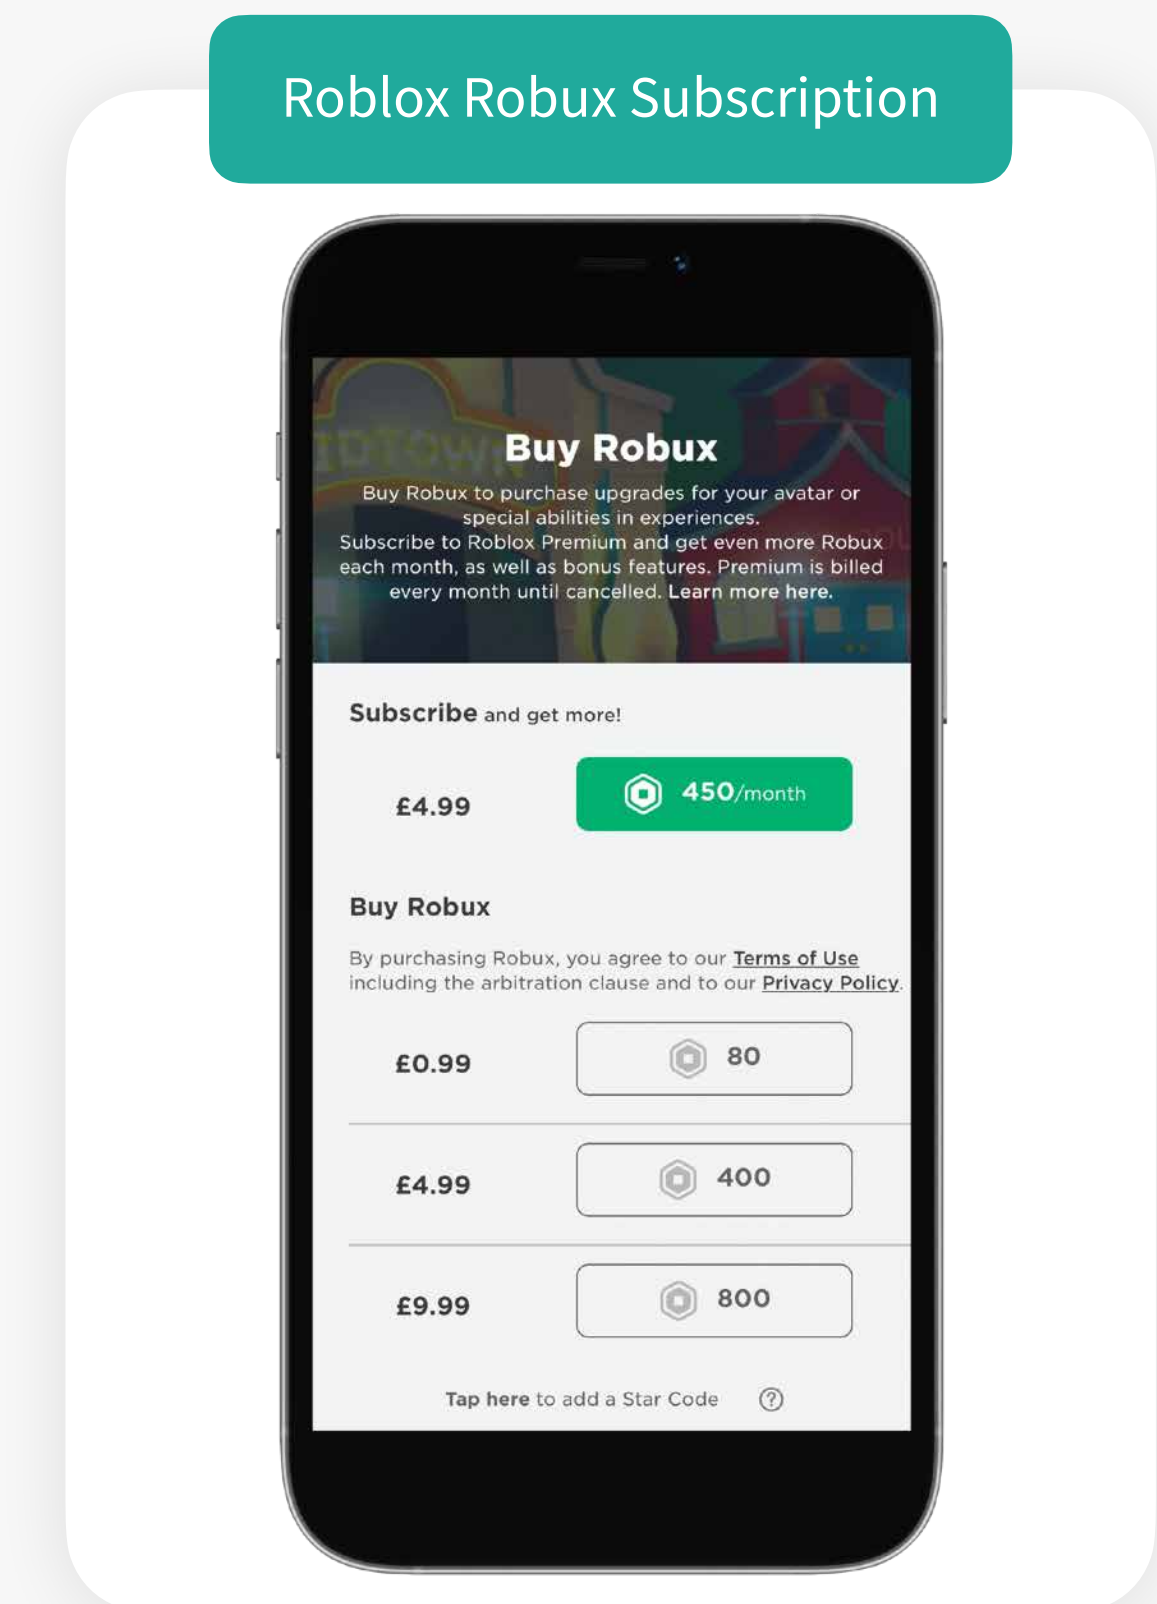 Roblox Robux Subscription
IDTOWN
Buy Robux
Buy Robux to purchase upgrades for your avatar or
special abilities in experiences.
Subscribe to Roblox Premium and get even more Robux
each month, as well as bonus features. Premium is billed
every month until cancelled. Learn more here.
Subscribe and get more!
£4.99
450/month
Buy Robux
By purchasing Robux, you agree to our Terms of Use
including the arbitration clause and to our Privacy Policy.
£0.99
80
£4.99
400
£9.99
800
Tap here to add a Star Code
?